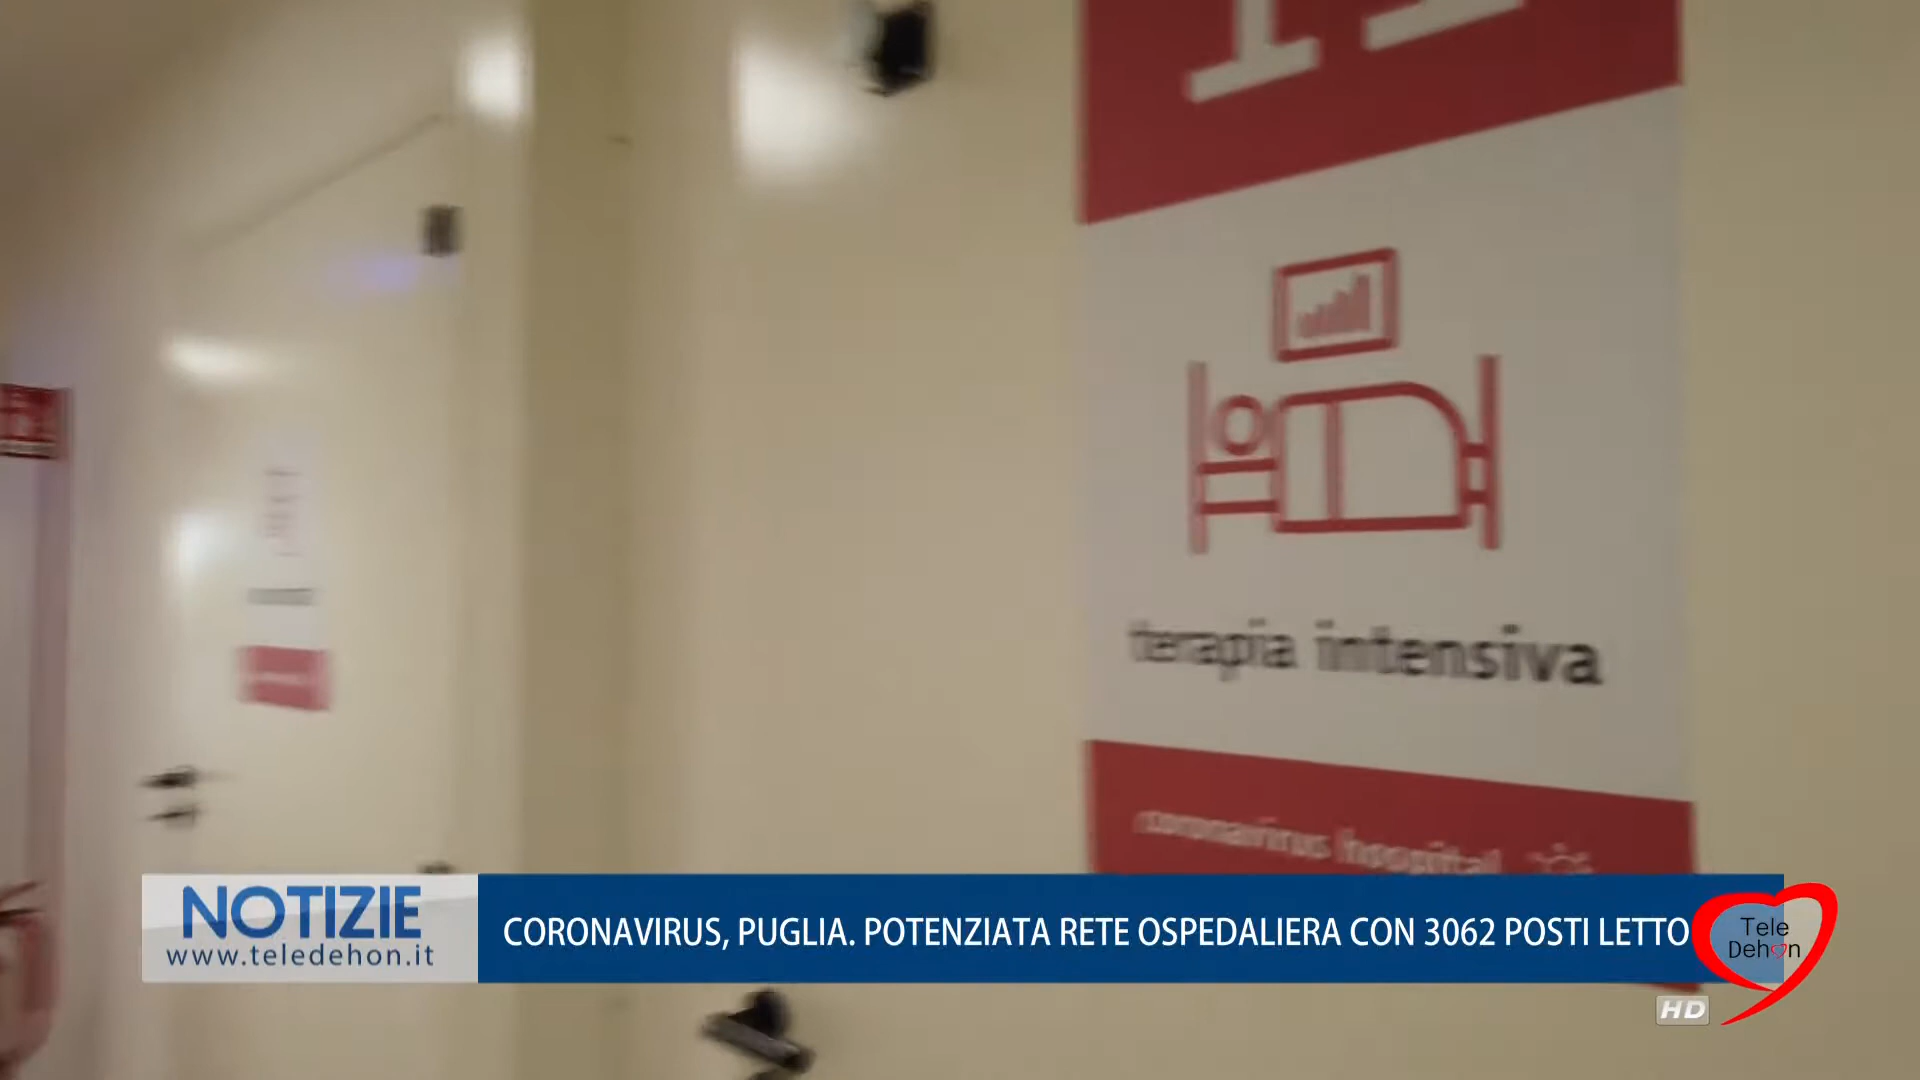 terapia intensiva
coronavirus hospital
NOTIZIE
www.teledehon.it
CORONAVIRUS, PUGLIA. POTENZIATA RETE OSPEDALIERA CON 3062 POSTI LETTO
Tele
Dehon
HD